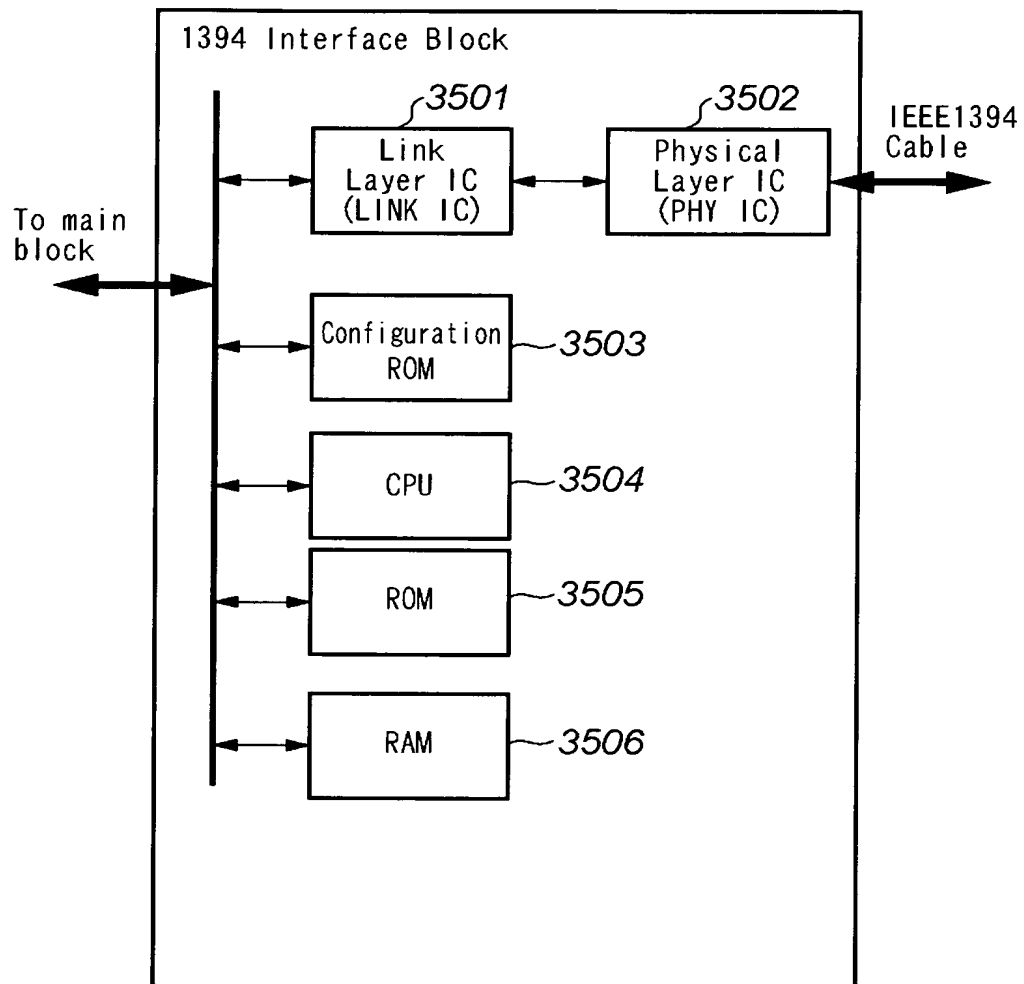 1394 Interface Block
3501
3502
IEEE1394
Cable
Link
Layer IC
(LINK IC)
Physical
Layer IC
(PHY IC)
To main
block
Configuration
ROM
3503
CPU
3504
ROM
3505
RAM
3506